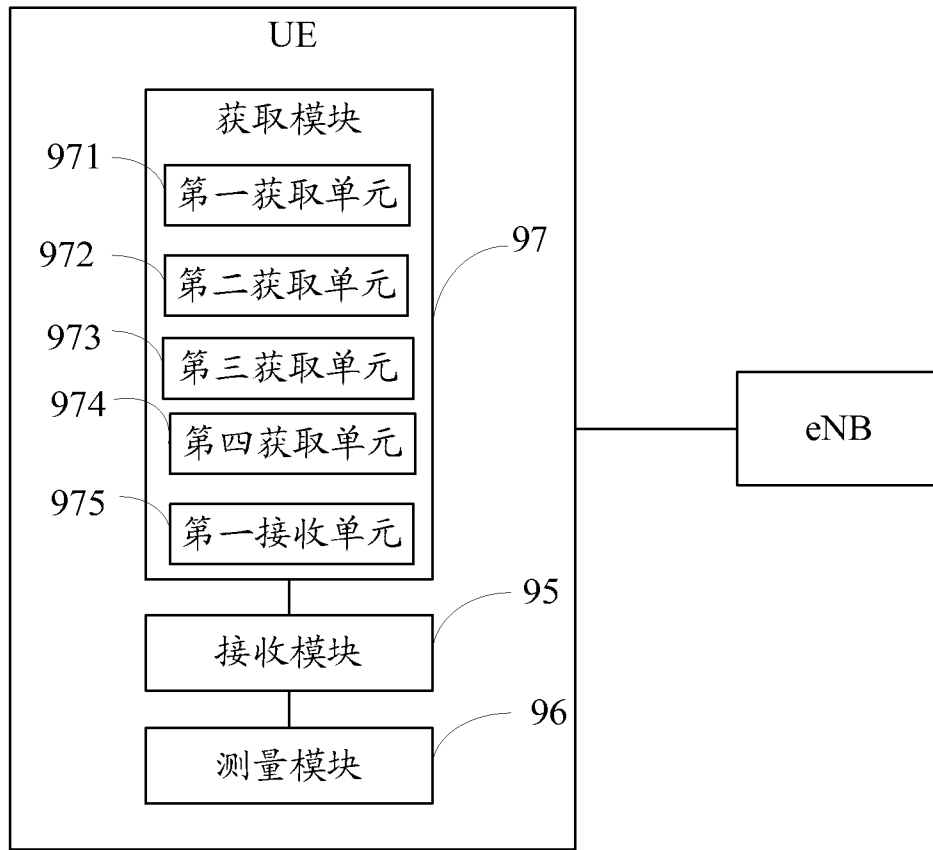 UE
获取模块
971
第一获取单元
97
972
第二获取单元
973
第三获取单元
974
第四获取单元
eNB
975
第一接收单元
95
接收模块
96
测量模块